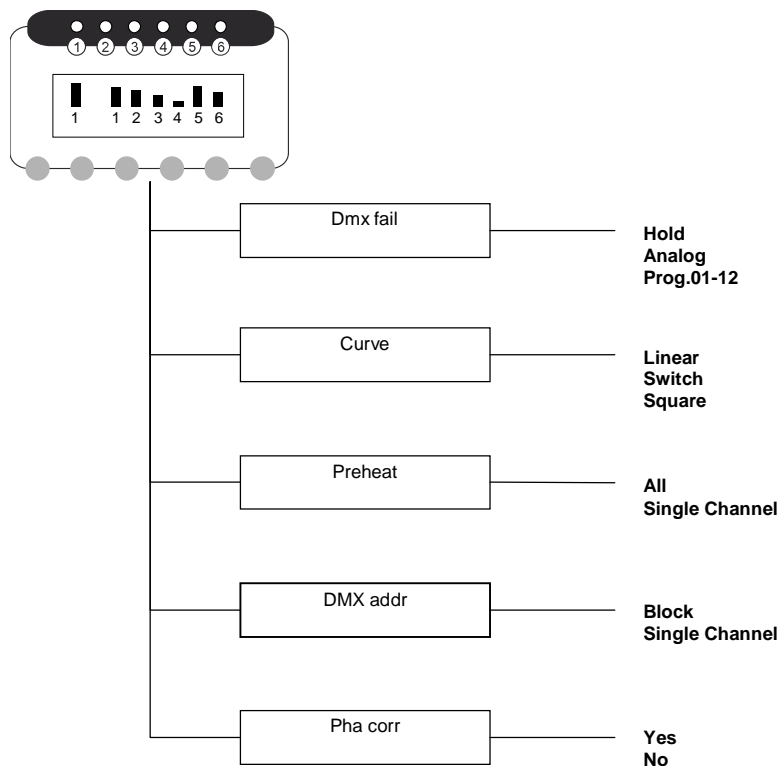 1 2 3 4 5 6
1 1 2 3 4 5 6
Dmx fail
Hold
Analog
Prog.01-12
Curve
Linear
Switch
Square
Preheat
All
Single Channel
DMX addr
Block
Single Channel
Pha corr
Yes
No